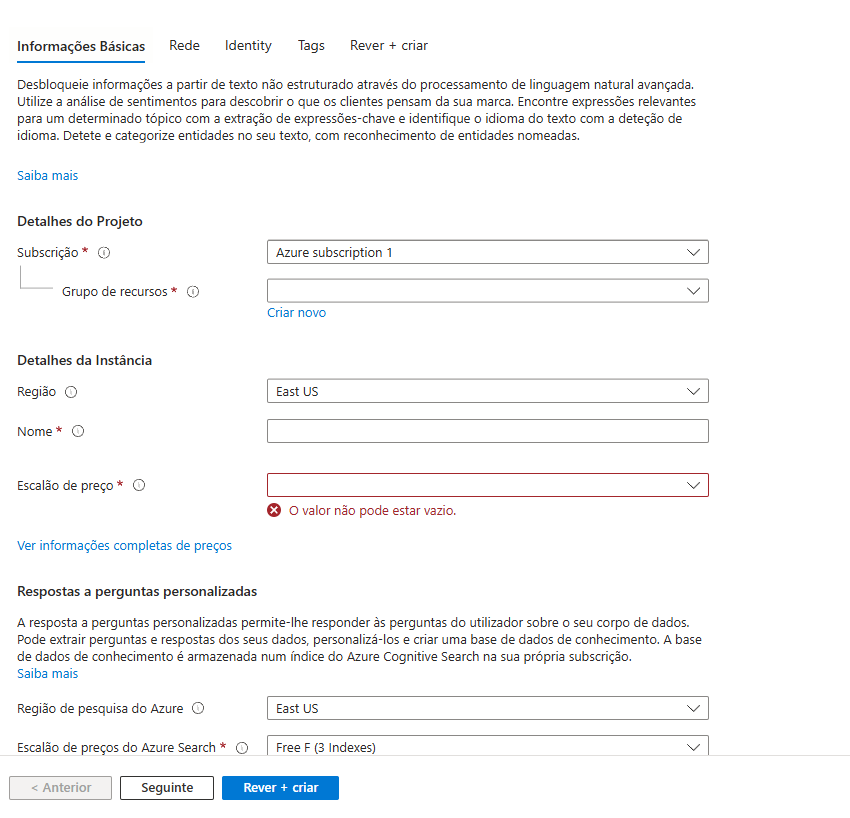 Informações Básicas Rede Identity Tags Rever + criar
Desbloqueie informações a partir de texto não estruturado através do processamento de linguagem natural avançada.
Utilize a análise de sentimentos para descobrir o que os clientes pensam da sua marca. Encontre expressões relevantes
para um determinado tópico com a extração de expressões-chave e identifique o idioma do texto com a deteção de
idioma. Detete e categorize entidades no seu texto, com reconhecimento de entidades nomeadas.
Saiba mais
Detalhes do Projeto
Subscrição * Azure subscription 1
Grupo de recursos *
Criar novo
Detalhes da Instância
Região East US
Nome *
Escalão de preço *
O valor não pode estar vazio.
Ver informações completas de preços
Respostas a perguntas personalizadas
A resposta a perguntas personalizadas permite-lhe responder às perguntas do utilizador sobre o seu corpo de dados.
Pode extrair perguntas e respostas dos seus dados, personalizá-los e criar uma base de dados de conhecimento. A base
de dados de conhecimento é armazenada num índice do Azure Cognitive Search na sua própria subscrição.
Saiba mais
Região de pesquisa do Azure East US
Escalão de preços do Azure Search * Free F (3 Indexes)
< Anterior Seguinte Rever + criar